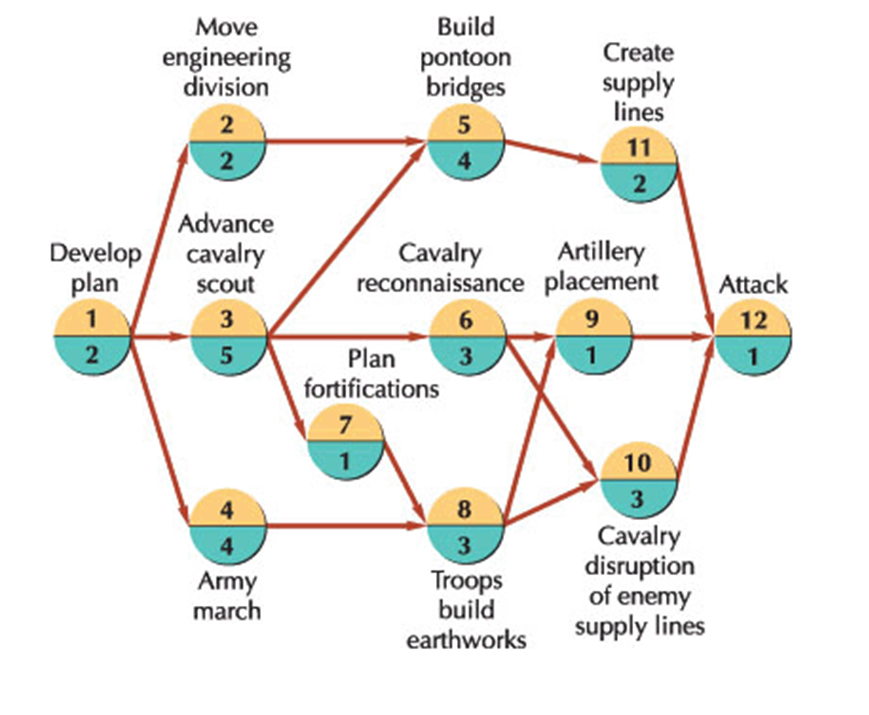 Move
engineering
division
2
2
Build
pontoon
bridges
5
4
Create
supply
lines
11
2
Develop
plan
1
2
Advance
cavalry
scout
3
5
Cavalry
reconnaissance
6
3
Artillery
placement
9
1
Attack
12
1
Plan
fortifications
7
1
4
4
Army
march
8
3
Troops
build
earthworks
10
3
Cavalry
disruption
of enemy
supply lines